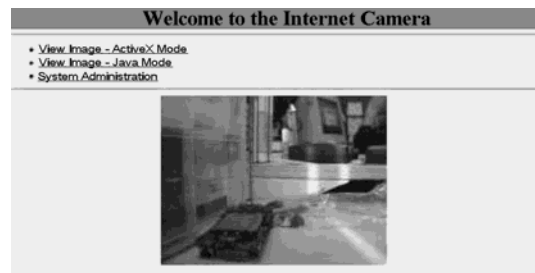 Welcome to the Internet Camera
• View Image - ActiveX Mode
• View Image - Java Mode
• System Administration